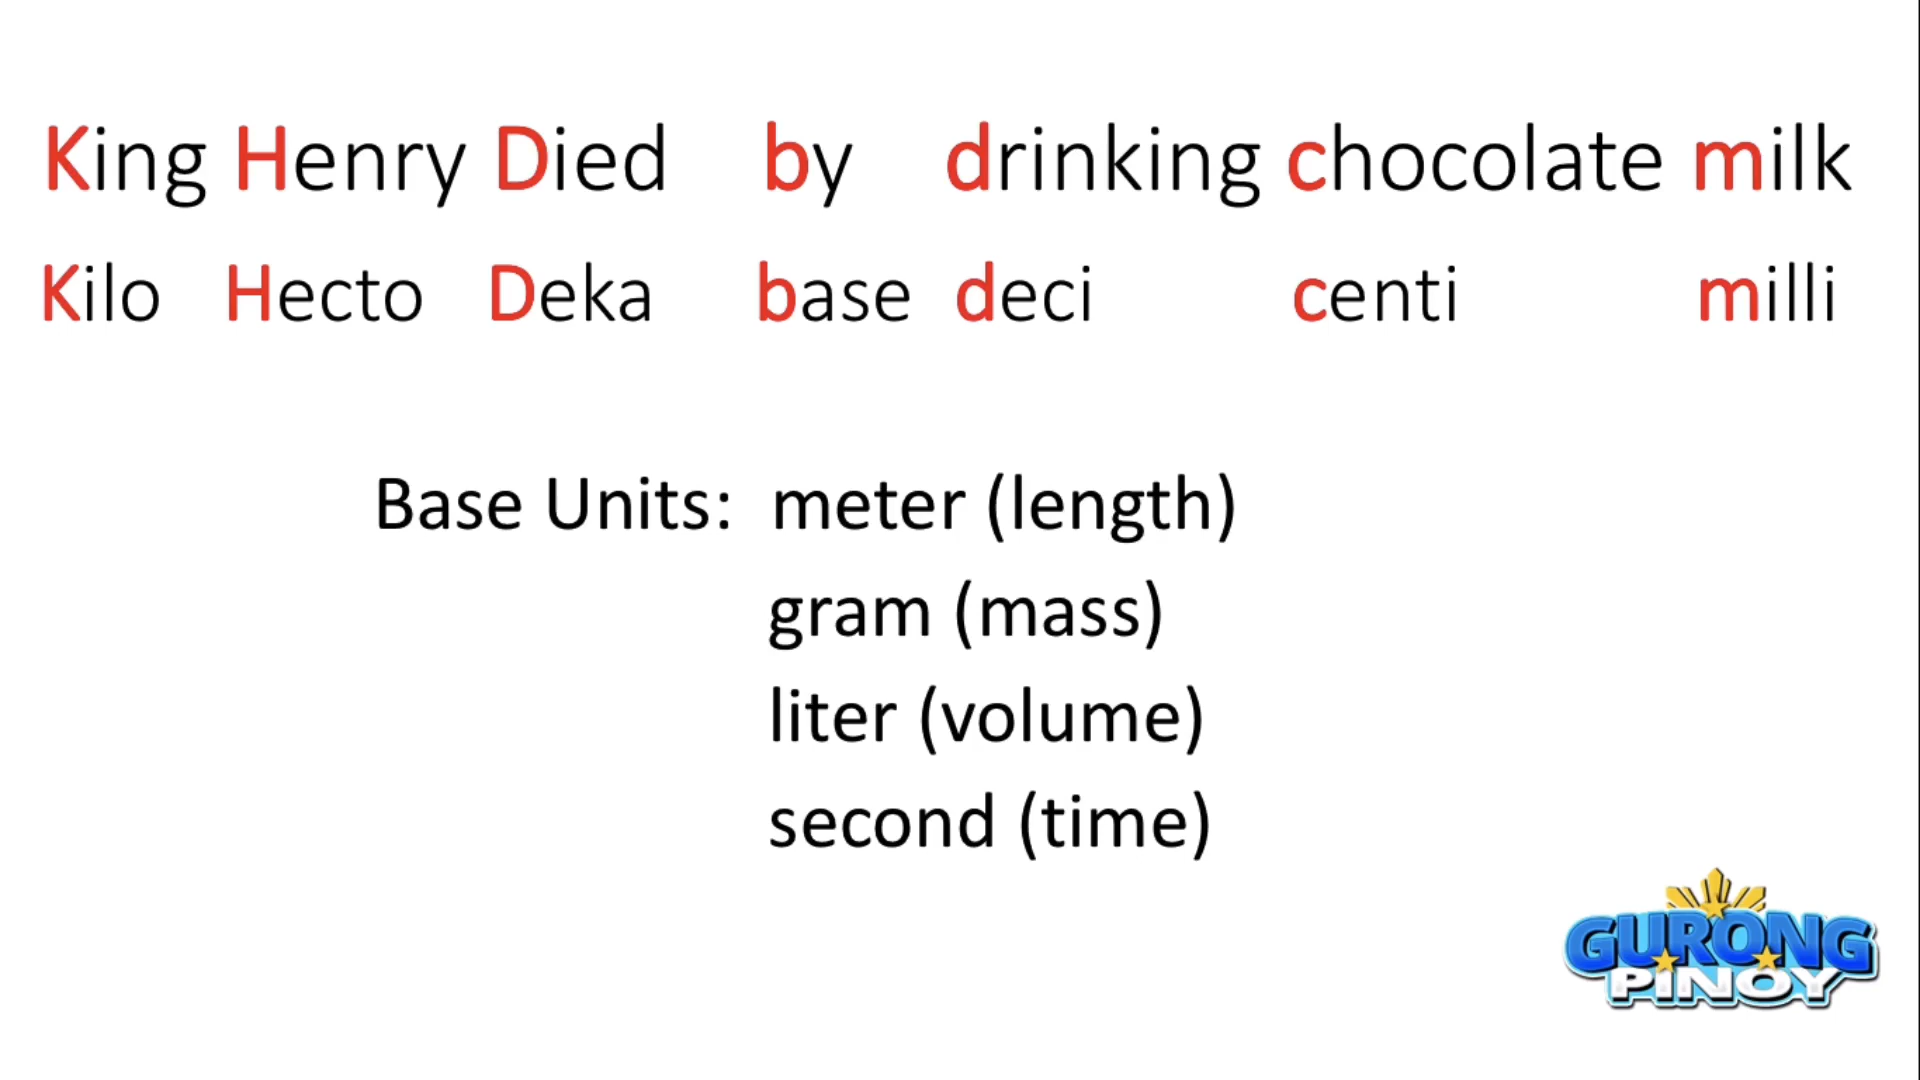 King Henry Died by drinking chocolate milk
Kilo Hecto Deka base deci centi milli
Base Units: meter (length)
gram (mass)
liter (volume)
second (time)
GURONG
PINOY